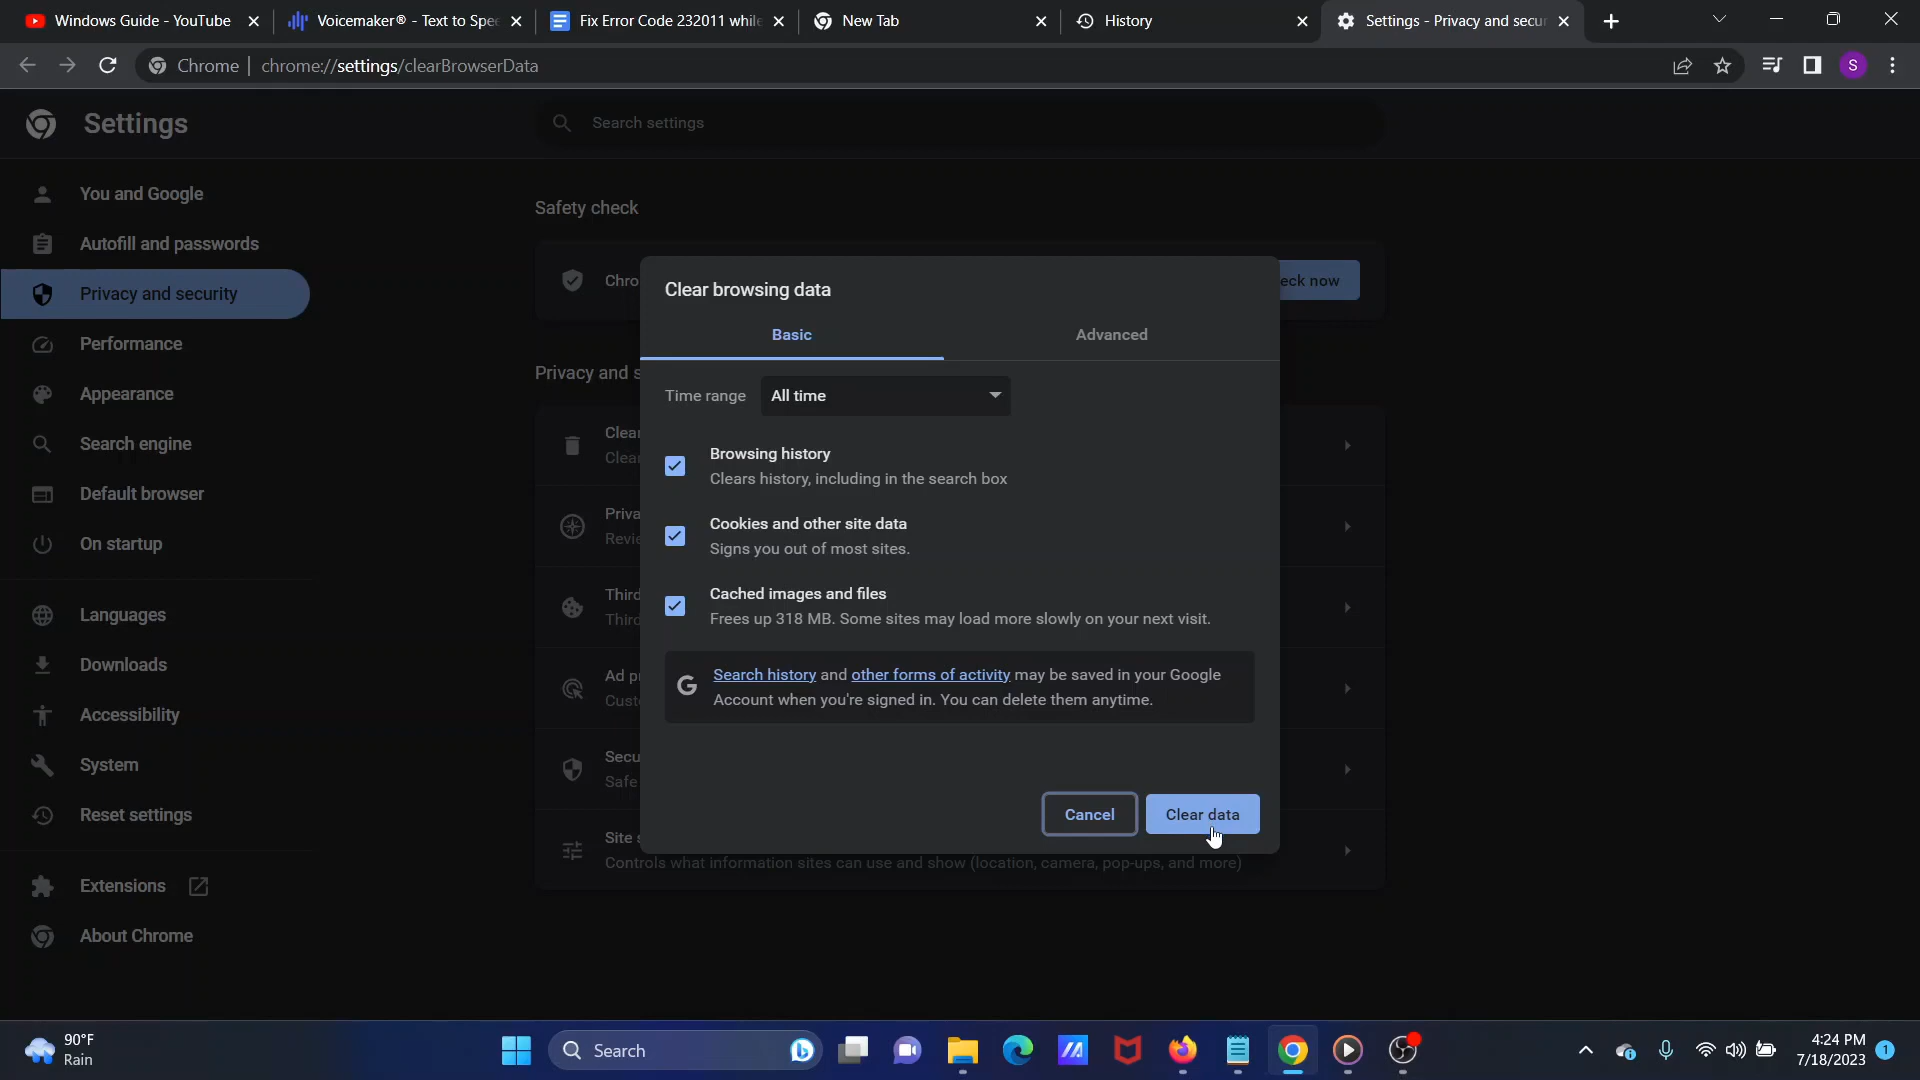 Windows Guide - YouTube
Voicemaker® - Text to Spe
Fix Error Code 232011 while
New Tab
History
Settings - Privacy and secur
Chrome | chrome://settings/clearBrowserData
S
Settings
Search settings
You and Google
Autofill and passwords
Privacy and security
Performance
Appearance
Search engine
Default browser
On startup
Languages
Downloads
Accessibility
System
Reset settings
Extensions
About Chrome
Safety check
Chro
eck now
Privacy and s
Clear
Clear
Priva
Revie
Third
Third
Ad p
Custo
Secu
Safe
Site s
Controls what information sites can use and show (location, camera, pop-ups, and more)
Clear browsing data
Basic
Advanced
Time range
All time
Browsing history
Clears history, including in the search box
Cookies and other site data
Signs you out of most sites.
Cached images and files
Frees up 318 MB. Some sites may load more slowly on your next visit.
G
Search history and other forms of activity may be saved in your Google
Account when you're signed in. You can delete them anytime.
Cancel
Clear data
90°F
Rain
Search
4:24 PM
7/18/2023
1